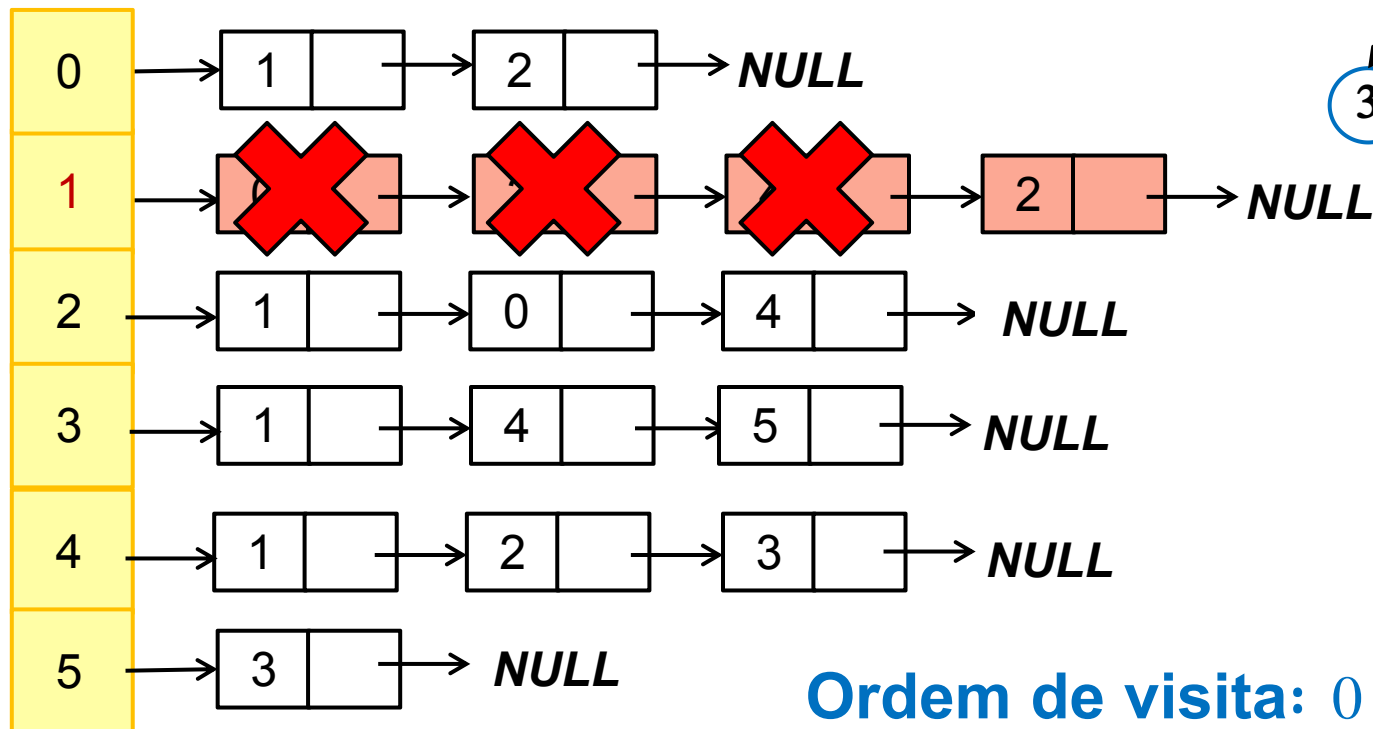 0 1 2 NULL
3
1 2 NULL
2 1 0 4 NULL
3 1 4 5 NULL
4 1 2 3 NULL
5 3 NULL
Ordem de visita: 0